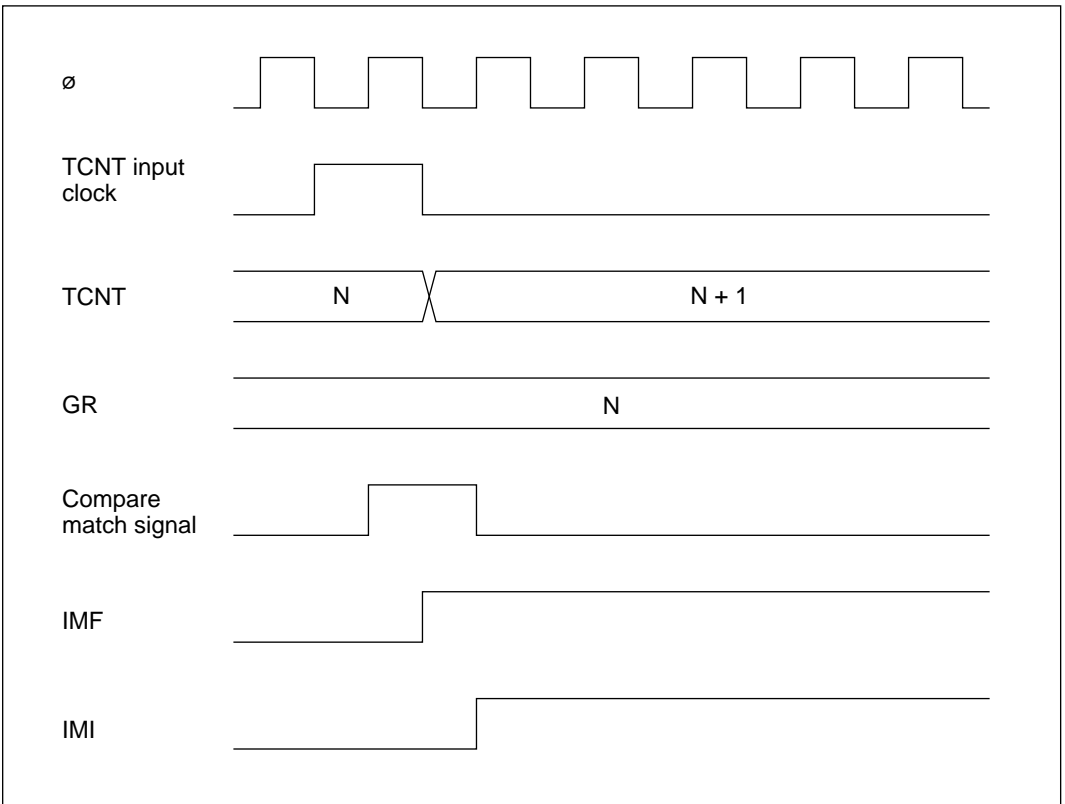 ø
TCNT input
clock
TCNT
N
N + 1
GR
N
Compare
match signal
IMF
IMI